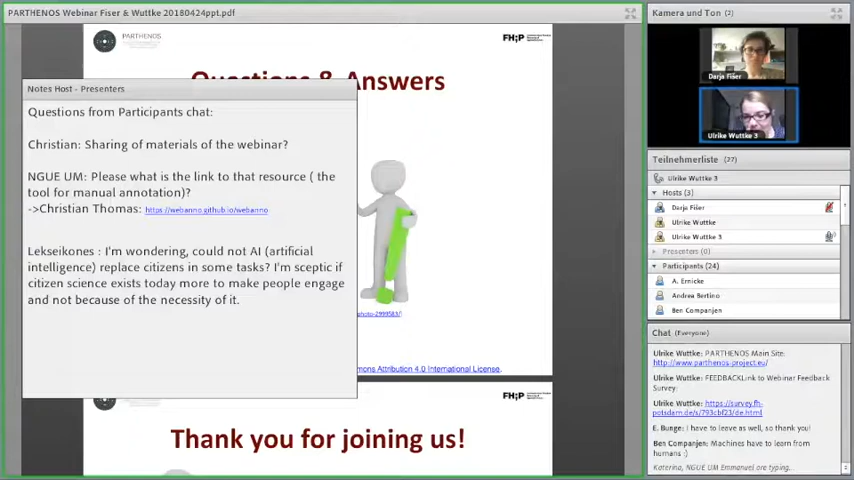 PARTHENOS Webinar Fiser & Wuttke 20180424ppt.pdf
PARTHENOS
FH;P
Questions & Answers
Notes Host - Presenters
Questions from Participants chat:
Christian: Sharing of materials of the webinar?
NGUE UM: Please what is the link to that resource ( the
tool for manual annotation)?
->Christian Thomas: https://webanno.github.io/webanno
Lekseikones : I'm wondering, could not AI (artificial
intelligence) replace citizens in some tasks? I'm sceptic if
citizen science exists today more to make people engage
and not because of the necessity of it.
Attribution 4.0 International License.
FH;P
Thank you for joining us!
Kamera und Ton (2)
Darja Fišer
Ulrike Wuttke 3
Teilnehmerliste (27)
Ulrike Wuttke 3
Hosts (3)
Darja Fišer
Ulrike Wuttke
Ulrike Wuttke 3
Presenters (0)
Participants (24)
A. Ernicke
Andrea Bertino
Ben Companjen
Chat (Everyone)
Ulrike Wuttke: PARTHENOS Main Site:
http://www.parthenos-project.eu/
Ulrike Wuttke: FEEDBACKLink to Webinar Feedback
Survey:
Ulrike Wuttke: https://survey.fh-
potsdam.de/s/793cbf23/de.html
E. Bunge: I have to leave as well, so thank you!
Ben Companjen: Machines have to learn from
humans :)
Katerina, NGUE UM Emmanuel are typing...